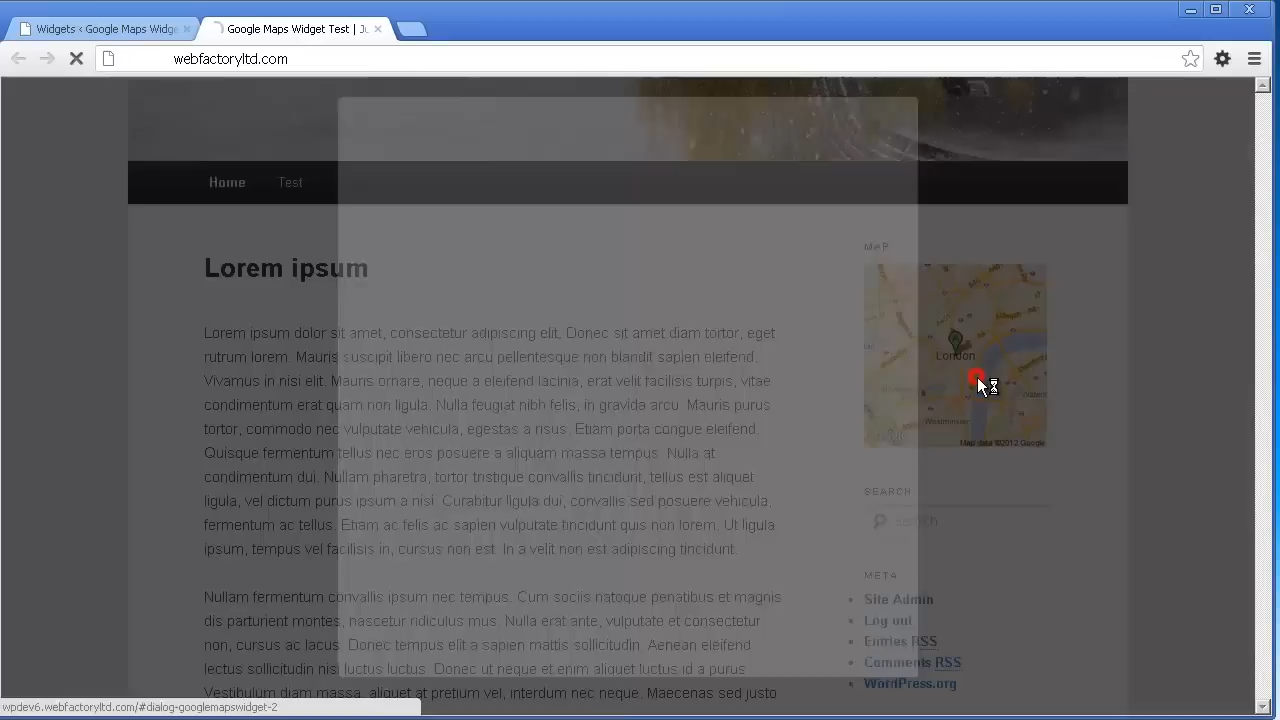 Widgets ‹ Google Maps Widge
Google Maps Widget Test | Ju
webfactoryltd.com
Home
Test
Lorem ipsum
Lorem ipsum dolor sit amet, consectetur adipiscing elit. Donec sit amet diam tortor, eget
rutrum lorem. Mauris suscipit libero nec arcu pellentesque non blandit sapien eleifend.
Vivamus in nisi elit. Mauris ornare, neque a eleifend lacinia, erat velit facilisis turpis, vitae
condimentum erat quam non ligula. Nulla feugiat nibh felis, in gravida arcu. Mauris purus
tortor, commodo nec vulputate vehicula, egestas a risus. Etiam porta congue eleifend.
Quisque fermentum tellus nec eros posuere a aliquam massa tempus. Nulla at
condimentum dui. Nullam pharetra, tortor tristique convallis tincidunt, tellus est aliquet
ligula, vel dictum purus ipsum a nisi. Curabitur ligula dui, convallis sed posuere vehicula,
fermentum ac tellus. Etiam ac felis ac sapien vulputate tincidunt quis non lorem. Ut ligula
ipsum, tempus vel facilisis in, cursus non est. In a velit non est adipiscing tincidunt.
Nullam fermentum convallis ipsum nec tempus. Cum sociis natoque penatibus et magnis
dis parturient montes, nascetur ridiculus mus. Nulla erat ante, vulputate et consectetur
non, cursus ac lacus. Donec tempus elit a sapien mattis sollicitudin. Aenean eleifend
lectus sollicitudin nisi luctus luctus. Donec ut neque et enim aliquet luctus id a purus.
Vestibulum diam massa, aliquet at pretium vel, interdum nec neque. Maecenas sed justo
MAP
London
Westminster
Map data ©2012 Google
SEARCH
Search
META
Site Admin
Log out
Entries RSS
Comments RSS
WordPress.org
wpdev6.webfactoryltd.com/#dialog-googlemapswidget-2